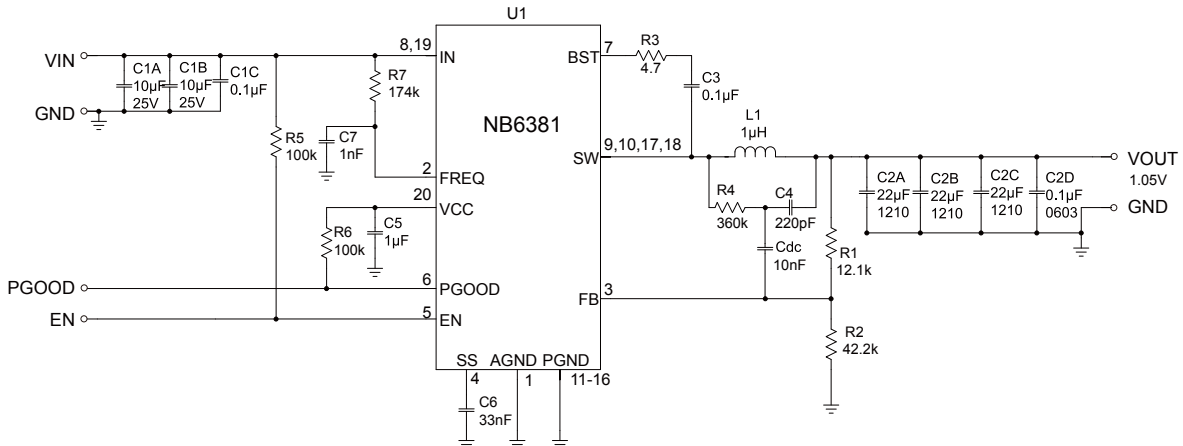 U1
NB6381
VIN
GND
C1A
10µF
25V
C1B
10µF
25V
C1C
0.1µF
R5
100k
R7
174k
C7
1nF
R6
100k
C5
1µF
PGOOD
EN
8,19
IN
2
FREQ
20
VCC
6
PGOOD
5
EN
SS
4
AGND
1
PGND
11-16
C6
33nF
BST
7
R3
4.7
C3
0.1µF
SW
9,10,17,18
L1
1µH
R4
360k
C4
220pF
Cdc
10nF
FB
3
R1
12.1k
R2
42.2k
C2A
22µF
1210
C2B
22µF
1210
C2C
22µF
1210
C2D
0.1µF
0603
VOUT
1.05V
GND